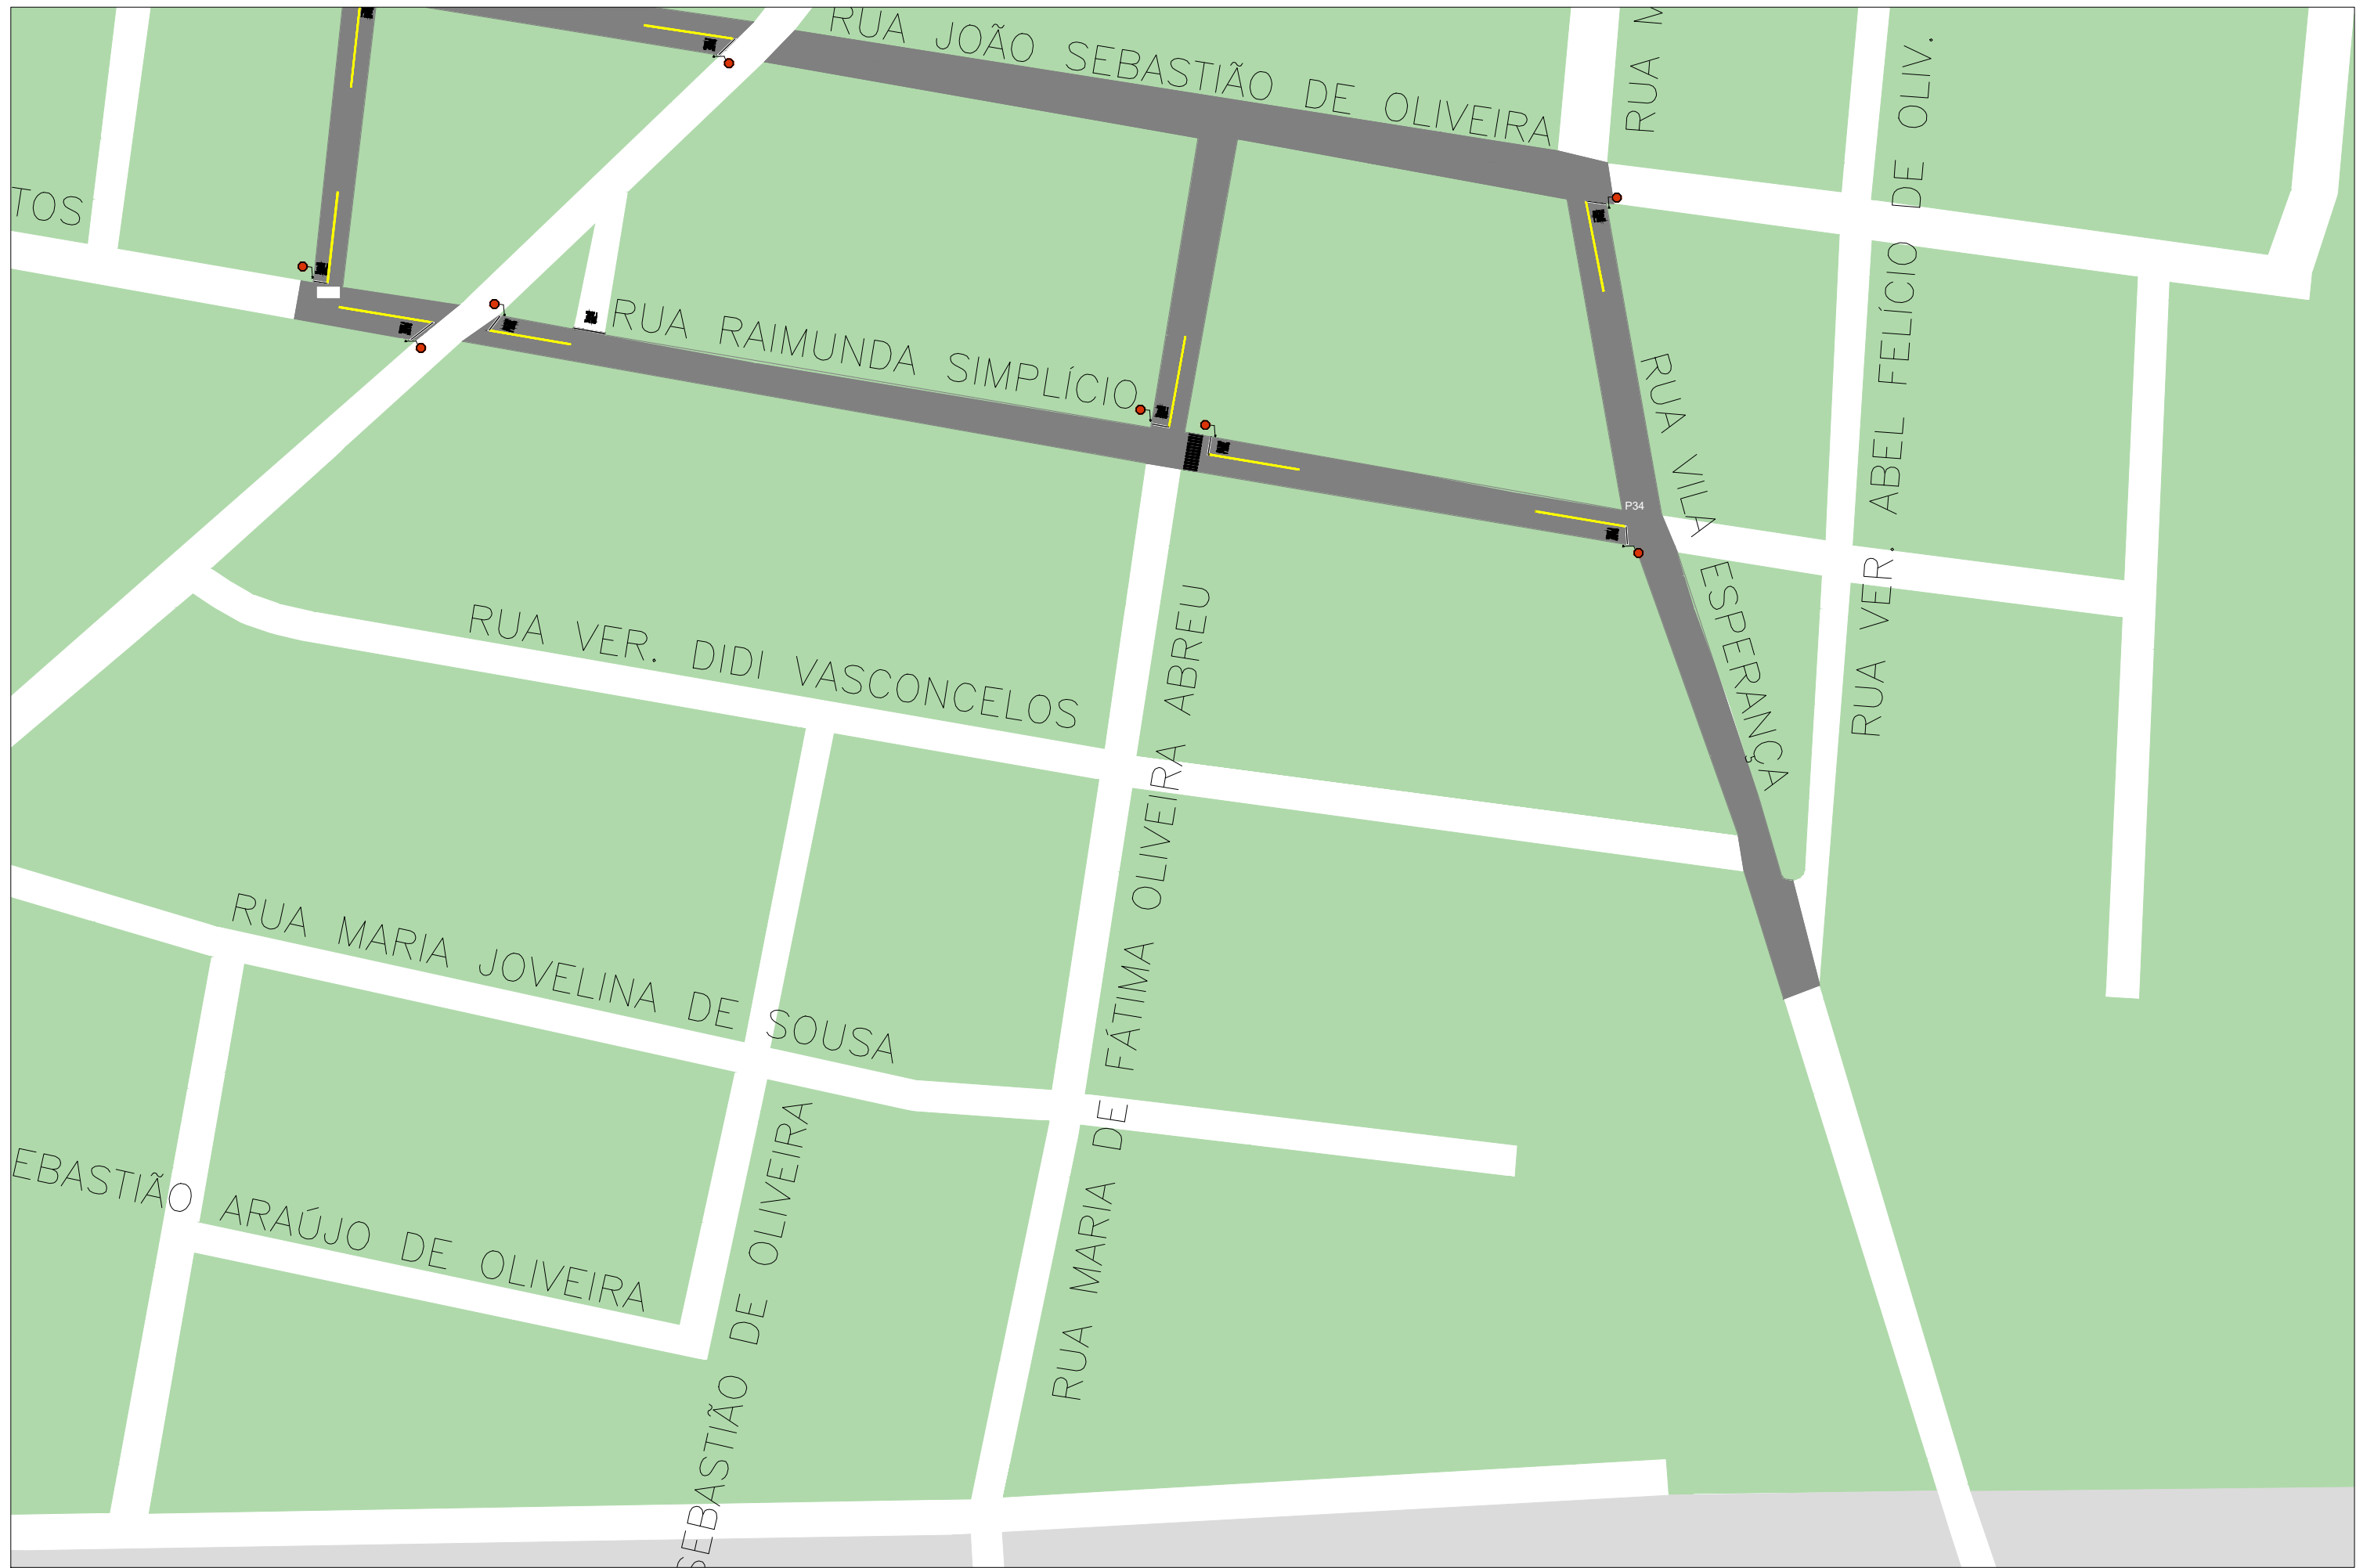 RUA JOÃO SEBASTIÃO DE OLIVEIRA
RUA
TOS
RUA VER. ABEL FELÍCIO DE OLIV.
RUA RAIMUNDA SIMPLÍCIO
RUA VILA ESPERANÇA
P34
RUA VER. DIDI VASCONCELOS
RUA MARIA DE FÁTIMA OLIVEIRA ABREU
RUA MARIA JOVELINA DE SOUSA
EBASTIÃO ARAÚJO DE OLIVEIRA
SEBASTIÃO DE OLIVEIRA